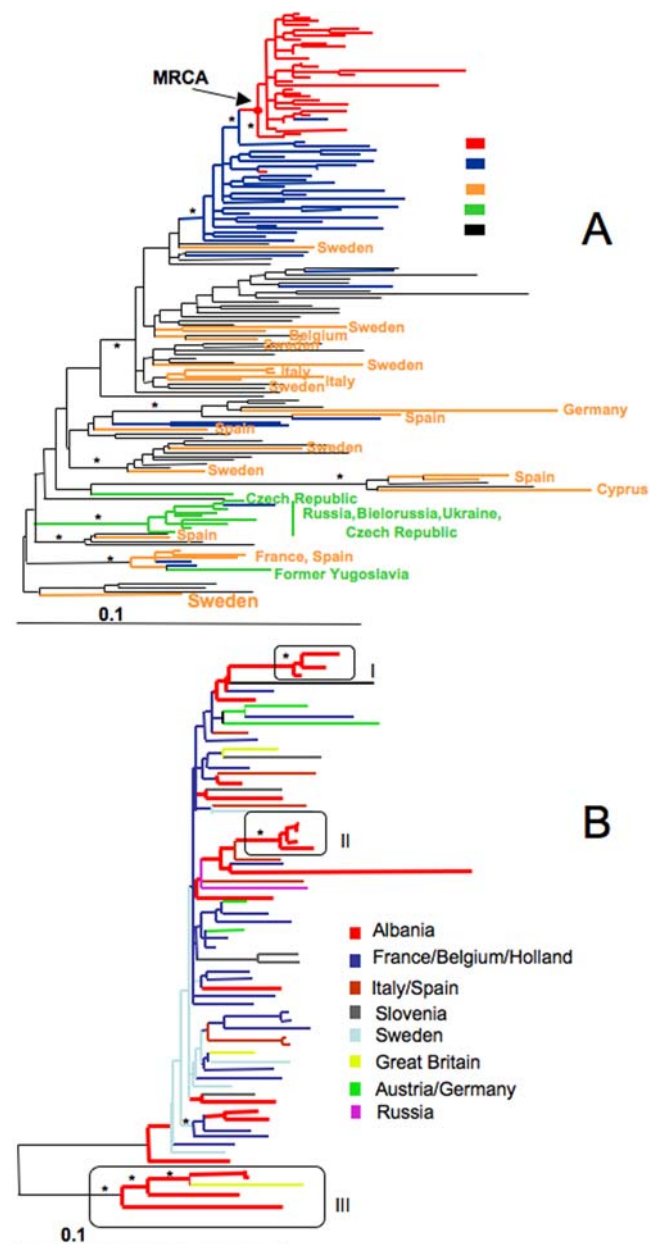 MRCA
*
*
A
*
Sweden
Sweden
Belgium
Sweden
*
Sweden
Italy
Italy
Sweden
*
Germany
Spain
Spain
Sweden
*
Sweden
*
Spain
Cyprus
Czech Republic
*
Russia,Bielorussia,Ukraine,
Czech Republic
*
Spain
*
France, Spain
Former Yugoslavia
Sweden
0.1
*
I
B
*
II
Albania
France/Belgium/Holland
Italy/Spain
Slovenia
Sweden
Great Britain
Austria/Germany
Russia
*
*
*
*
III
0.1